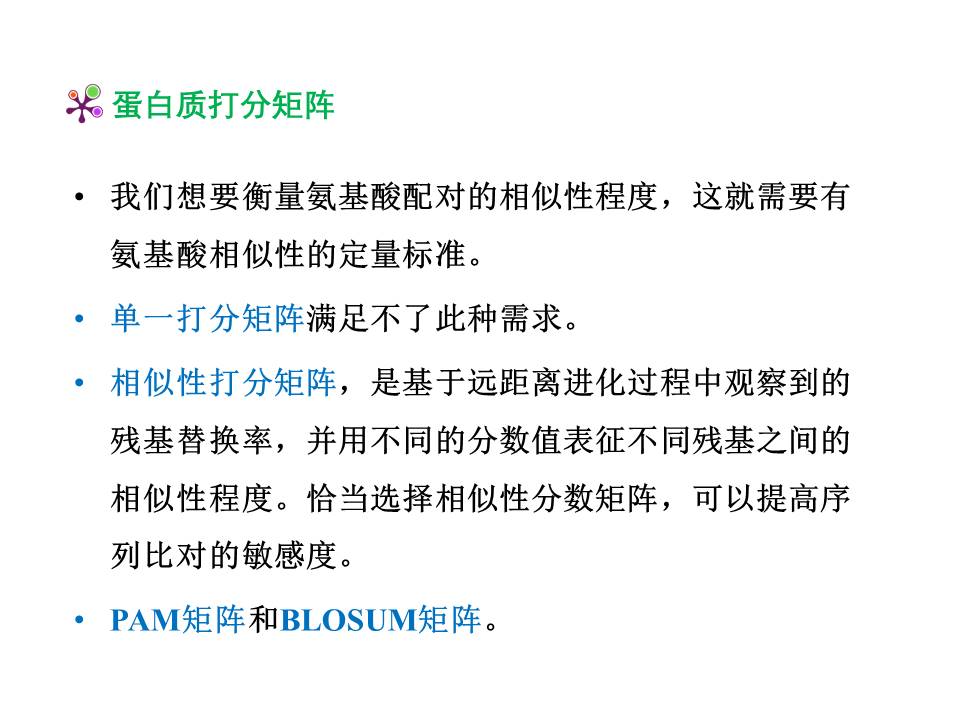 蛋白质打分矩阵
• 我们想要衡量氨基酸配对的相似性程度，这就需要有
氨基酸相似性的定量标准。
• 单一打分矩阵满足不了此种需求。
• 相似性打分矩阵，是基于远距离进化过程中观察到的
残基替换率，并用不同的分数值表征不同残基之间的
相似性程度。恰当选择相似性分数矩阵，可以提高序
列比对的敏感度。
• PAM矩阵和BLOSUM矩阵。